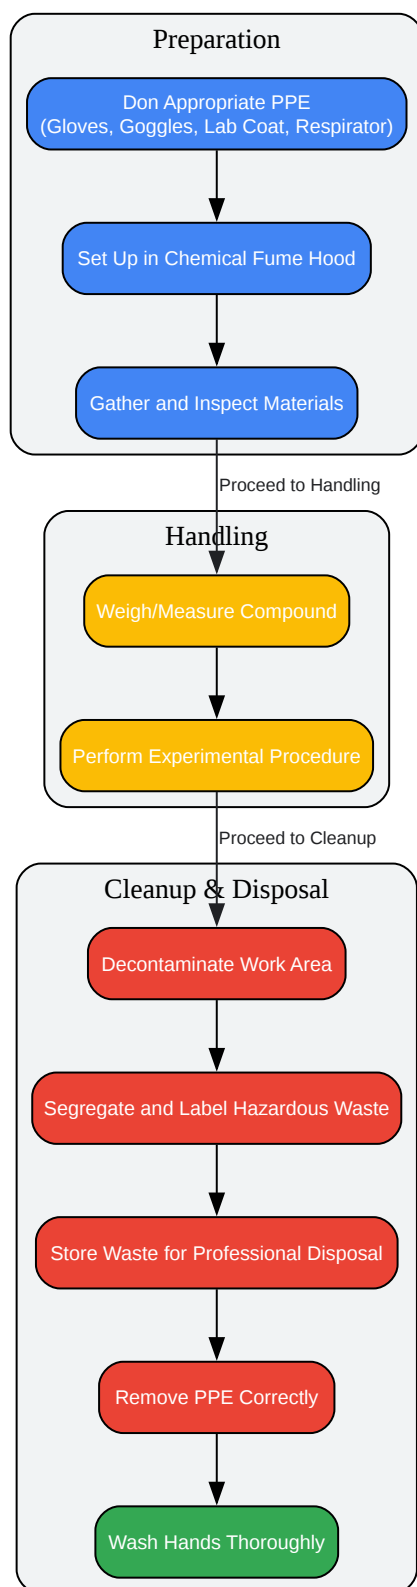 Preparation
Don Appropriate PPE
(Gloves, Goggles, Lab Coat, Respirator)
Set Up in Chemical Fume Hood
Gather and Inspect Materials
Proceed to Handling
Handling
Weigh/Measure Compound
Perform Experimental Procedure
Proceed to Cleanup
Cleanup & Disposal
Decontaminate Work Area
Segregate and Label Hazardous Waste
Store Waste for Professional Disposal
Remove PPE Correctly
Wash Hands Thoroughly